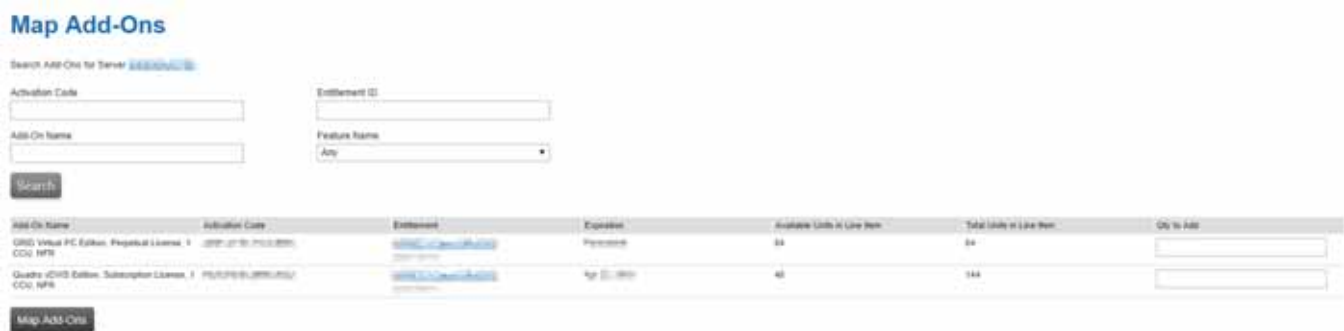 Map Add-Ons
Search Add-Ons for Server
Activation Code Entitlement ID
Add-On Name Feature Name
Any
Search
Add-On Name Activation Code Entitlement Expiration Available Units in Line Item Total Units in Line Item Qty to Add
GRID Virtual PC Edition, Perpetual License, 1 Permanent 64 64
CCU, NFR
Quadro vDWS Edition, Subscription License, 1 48 144
CCU, NFR
Map Add-Ons